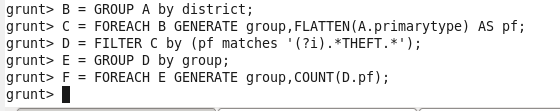 grunt> B = GROUP A by district;
grunt> C = FOREACH B GENERATE group,FLATTEN(A.primarytype) AS pf;
grunt> D = FILTER C by (pf matches '(?i).*THEFT.*');
grunt> E = GROUP D by group;
grunt> F = FOREACH E GENERATE group,COUNT(D.pf);
grunt>